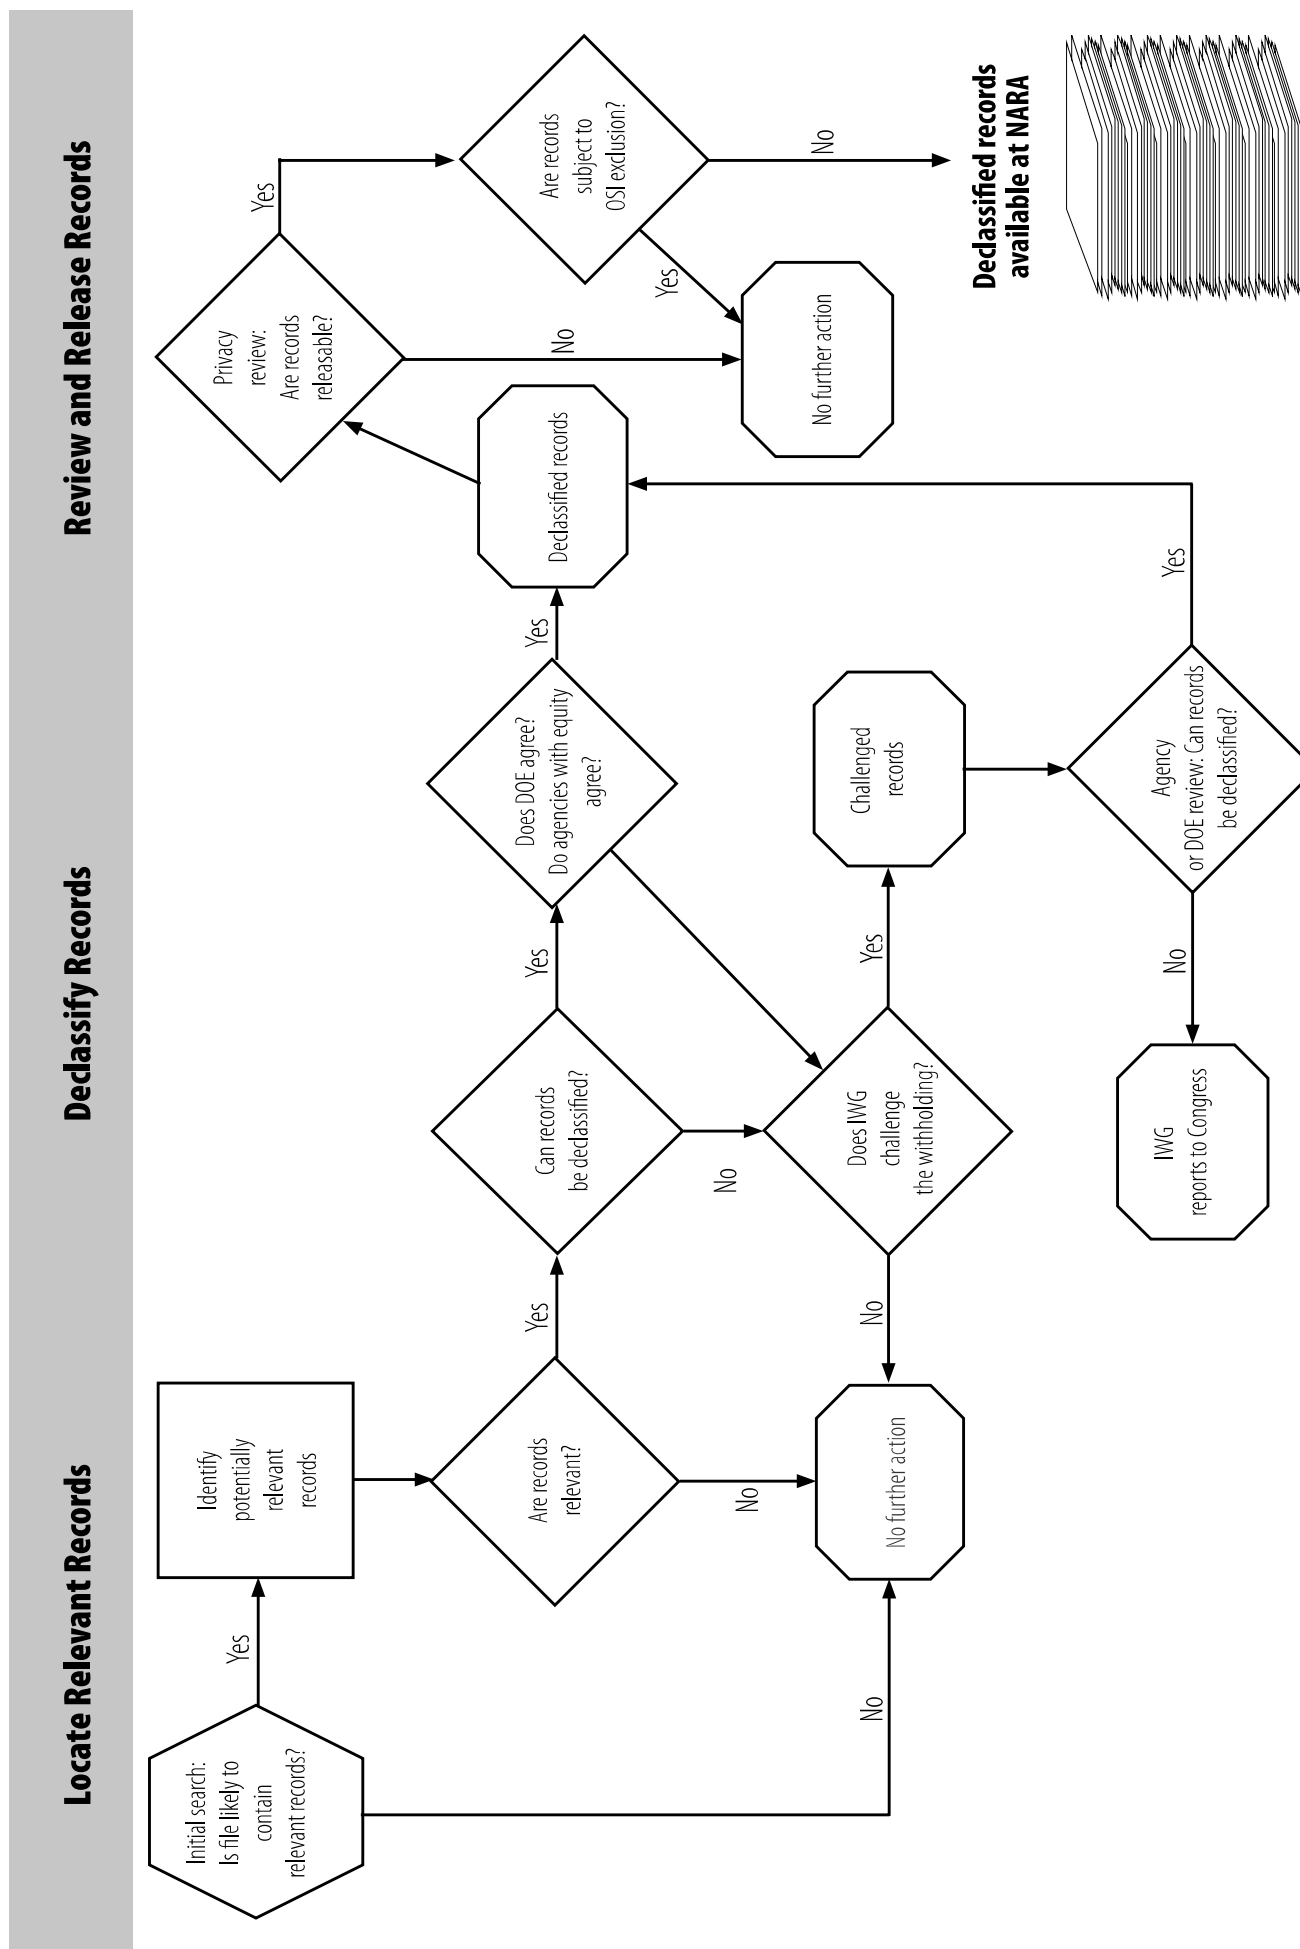 Locate Relevant Records
Declassify Records
Review and Release Records
Initial search:
Is file likely to
contain
relevant records?
Yes
No
Identify
potentially
relevant
records
Are records
relevant?
Yes
No
No further action
Can records
be declassified?
Yes
No
Does IWG
challenge
the withholding?
No
Yes
Does DOE agree?
Do agencies with equity
agree?
Yes
Challenged
records
Agency
or DOE review: Can records
be declassified?
No
Yes
IWG
reports to Congress
Declassified records
Privacy
review:
Are records
releasable?
Yes
No
Are records
subject to
OSI exclusion?
Yes
No
No further action
Declassified records
available at NARA